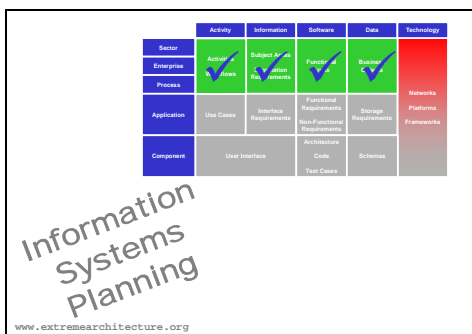 Activity Information Software Data Technology
Sector
Enterprise
Process
Activities
Workflows
Subject Areas
Information
Requirements
Functional
Business
Networks
Platforms
Frameworks
Application
Use Cases
Interface
Requirements
Functional
Requirements
Non-Functional
Requirements
Storage
Requirements
Component
User Interface
Architecture
Code
Test Cases
Schemas
Information
Systems
Planning
www.extremearchitecture.org